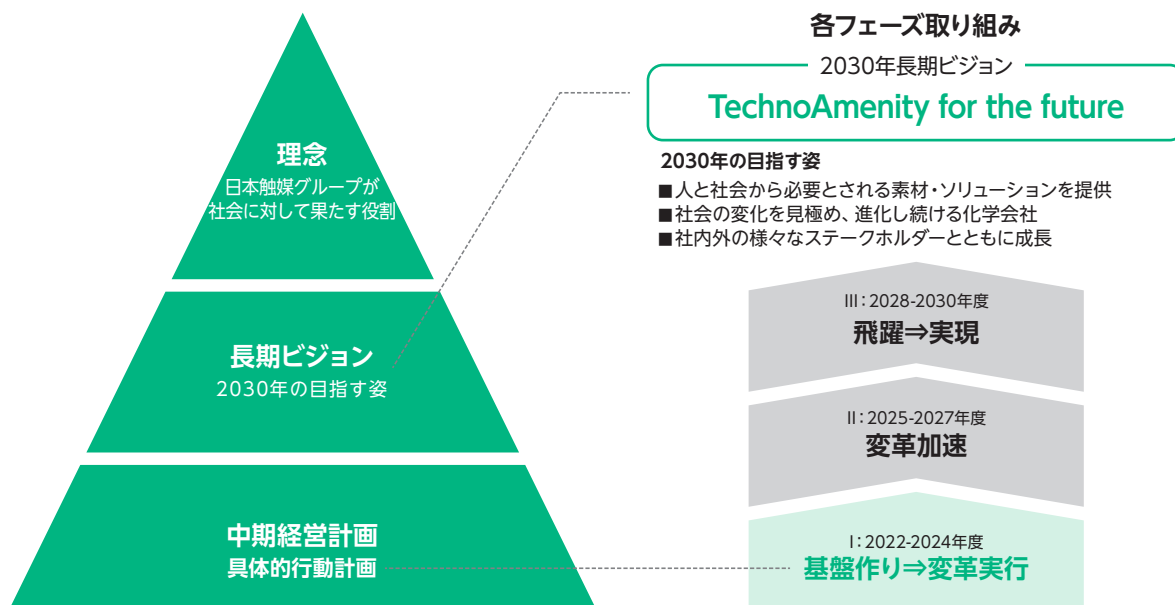 理念
日本触媒グループが
社会に対して果たす役割
長期ビジョン
2030年の目指す姿
中期経営計画
具体的行動計画
各フェーズ取り組み
2030年長期ビジョン
TechnoAmenity for the future
2030年の目指す姿
■人と社会から必要とされる素材・ソリューションを提供
■社会の変化を見極め、進化し続ける化学会社
■社内外の様々なステークホルダーとともに成長
III：2028-2030年度
飛躍⇒実現
II：2025-2027年度
変革加速
I：2022-2024年度
基盤作り⇒変革実行